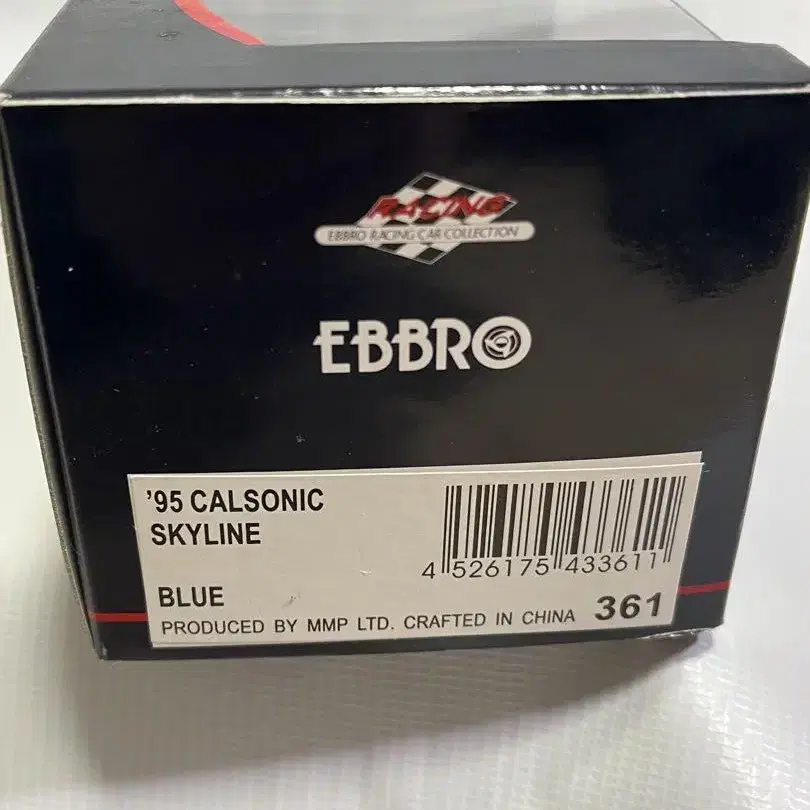 RACING
EBBRO RACING CAR COLLECTION
EBBRO
'95 CALSONIC
SKYLINE
BLUE
4 526175 433611
PRODUCED BY MMP LTD. CRAFTED IN CHINA 361